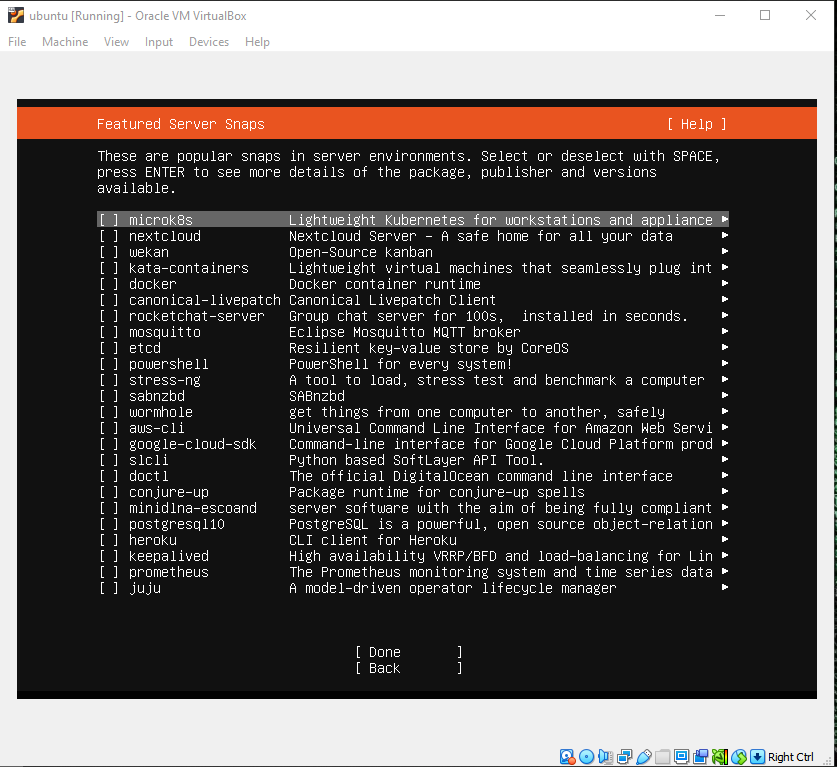 ubuntu [Running] - Oracle VM VirtualBox
File Machine View Input Devices Help
Featured Server Snaps [ Help ]
These are popular snaps in server environments. Select or deselect with SPACE,
press ENTER to see more details of the package, publisher and versions
available.
[ ] microk8s Lightweight Kubernetes for workstations and appliance ▸
[ ] nextcloud Nextcloud Server - A safe home for all your data ▸
[ ] wekan Open-Source kanban ▸
[ ] kata-containers Lightweight virtual machines that seamlessly plug int ▸
[ ] docker Docker container runtime ▸
[ ] canonical-livepatch Canonical Livepatch Client ▸
[ ] rocketchat-server Group chat server for 100s, installed in seconds. ▸
[ ] mosquitto Eclipse Mosquitto MQTT broker ▸
[ ] etcd Resilient key-value store by CoreOS ▸
[ ] powershell PowerShell for every system! ▸
[ ] stress-ng A tool to load, stress test and benchmark a computer ▸
[ ] sabnzbd SABnzbd ▸
[ ] wormhole get things from one computer to another, safely ▸
[ ] aws-cli Universal Command Line Interface for Amazon Web Servi ▸
[ ] google-cloud-sdk Command-line interface for Google Cloud Platform prod ▸
[ ] slcli Python based SoftLayer API Tool. ▸
[ ] doctl The official DigitalOcean command line interface ▸
[ ] conjure-up Package runtime for conjure-up spells ▸
[ ] minidlna-escoand server software with the aim of being fully compliant ▸
[ ] postgresql10 PostgreSQL is a powerful, open source object-relation ▸
[ ] heroku CLI client for Heroku ▸
[ ] keepalived High availability VRRP/BFD and load-balancing for Lin ▸
[ ] prometheus The Prometheus monitoring system and time series data ▸
[ ] juju A model-driven operator lifecycle manager ▸
[ Done ]
[ Back ]
Right Ctrl